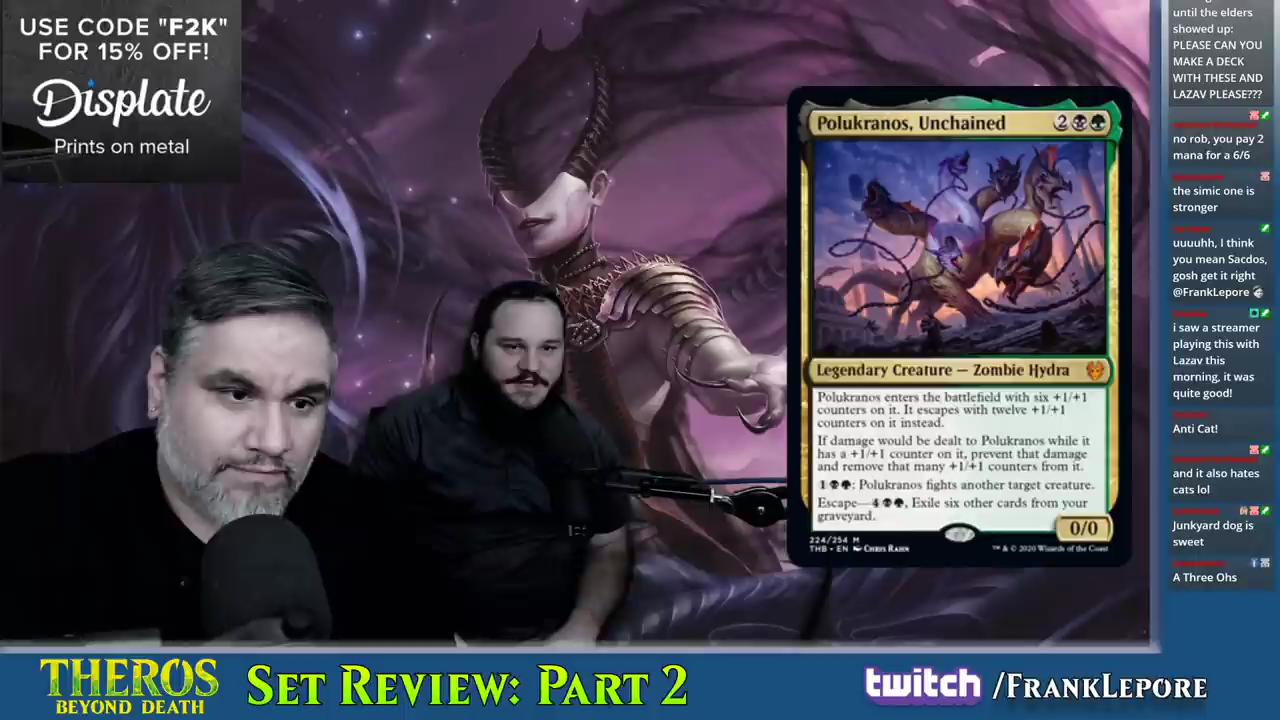 USE CODE "F2K"
FOR 15% OFF!
Displate
Prints on metal
Polukranos, Unchained
2
Legendary Creature — Zombie Hydra
Polukranos enters the battlefield with six +1/+1
counters on it. It escapes with twelve +1/+1
counters on it instead.
If damage would be dealt to Polukranos while it
has a +1/+1 counter on it, prevent that damage
and remove that many +1/+1 counters from it.
1: Polukranos fights another target creature.
Escape—4, Exile six other cards from your
graveyard.
0/0
224/254 M
THB • EN CHRIS RAHN
™ & © 2020 Wizards of the Coast
until the elders
showed up:
PLEASE CAN YOU
MAKE A DECK
WITH THESE AND
LAZAV PLEASE???
no rob, you pay 2
mana for a 6/6
the simic one is
stronger
uuuuhh, I think
you mean Sacdos,
gosh get it right
@FrankLepore
i saw a streamer
playing this with
Lazav this
morning, it was
quite good!
Anti Cat!
and it also hates
cats lol
Junkyard dog is
sweet
A Three Ohs
THEROS
BEYOND DEATH
SET REVIEW: PART 2
twitch /FRANKLEPORE